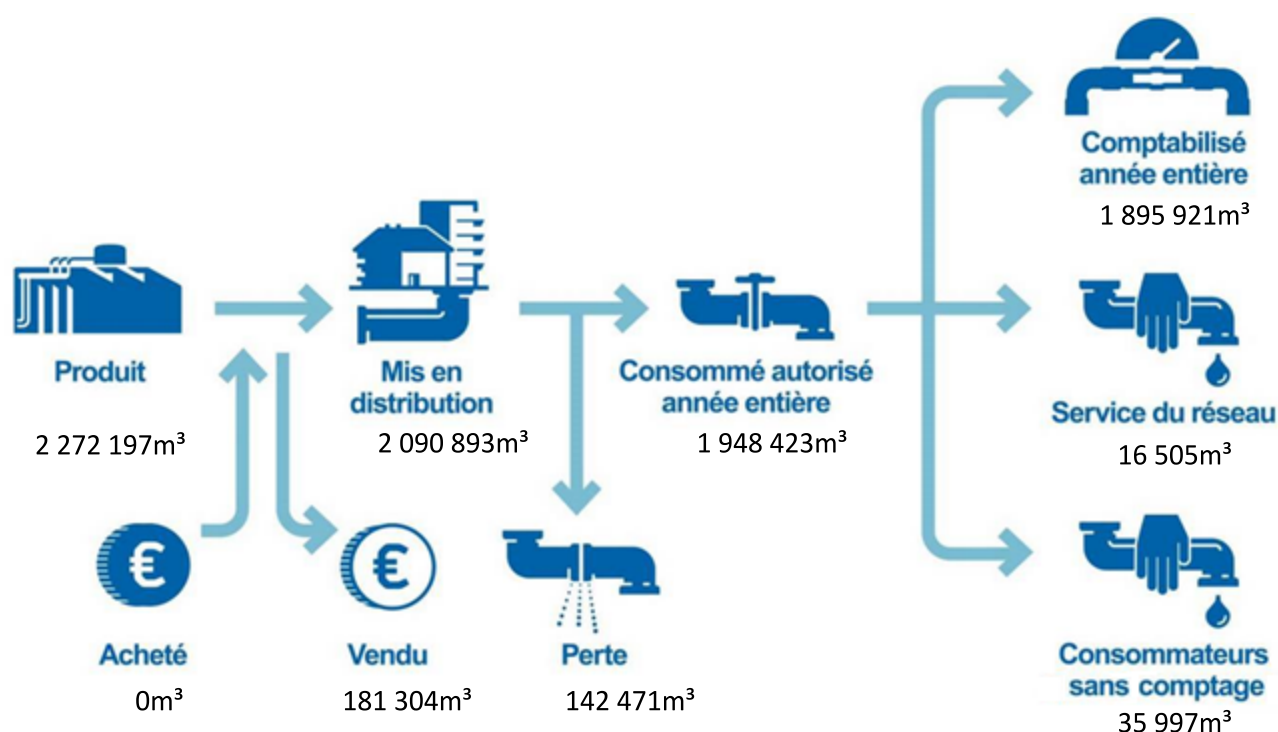 Comptabilisé
année entière
1 895 921m³
Produit
2 272 197m³
Mis en
distribution
2 090 893m³
Consommé autorisé
année entière
1 948 423m³
Service du réseau
16 505m³
€
Acheté
0m³
€
Vendu
181 304m³
Perte
142 471m³
Consommateurs
sans comptage
35 997m³